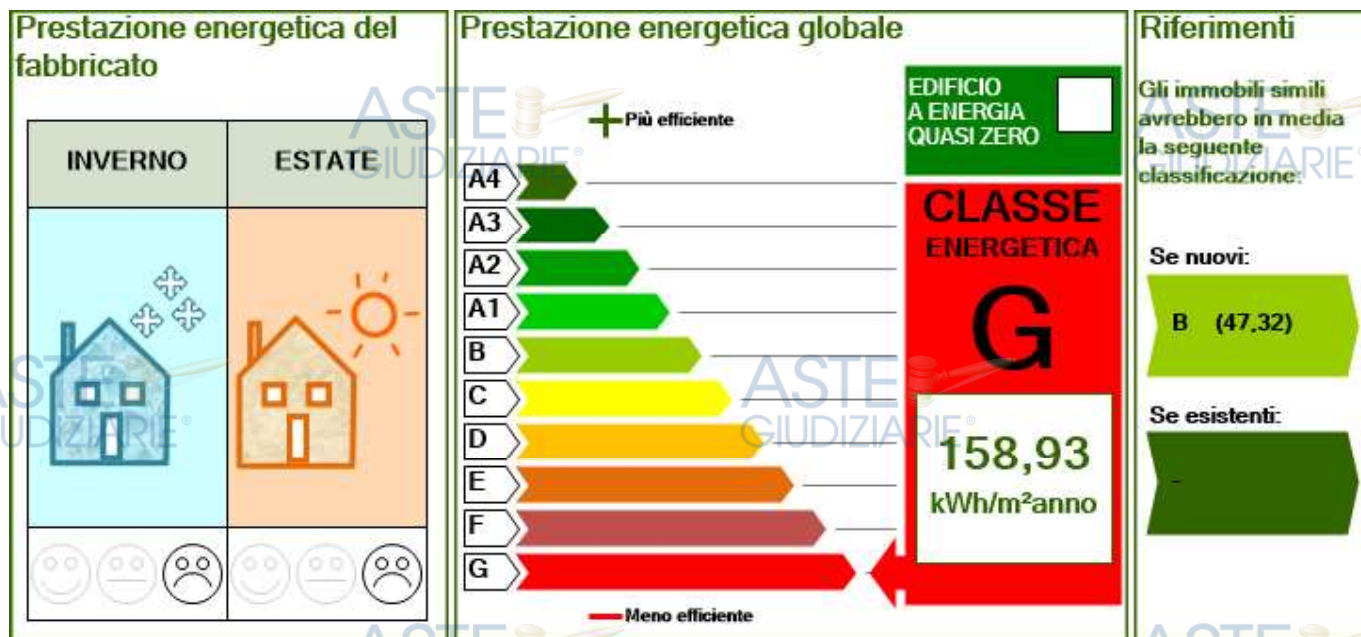 Prestazione energetica del
fabbricato
INVERNO
ESTATE
Prestazione energetica globale
Più efficiente
A4
A3
A2
A1
B
C
D
E
F
G
Meno efficiente
EDIFICIO
A ENERGIA
QUASI ZERO
CLASSE
ENERGETICA
G
158,93
kWh/m²anno
Riferimenti
Gli immobili simili
avrebbero in media
la seguente
classificazione:
Se nuovi:
B (47,32)
Se esistenti:
-
ASTE
GIUDIZIARIE®
ASTE
GIUDIZIARIE®